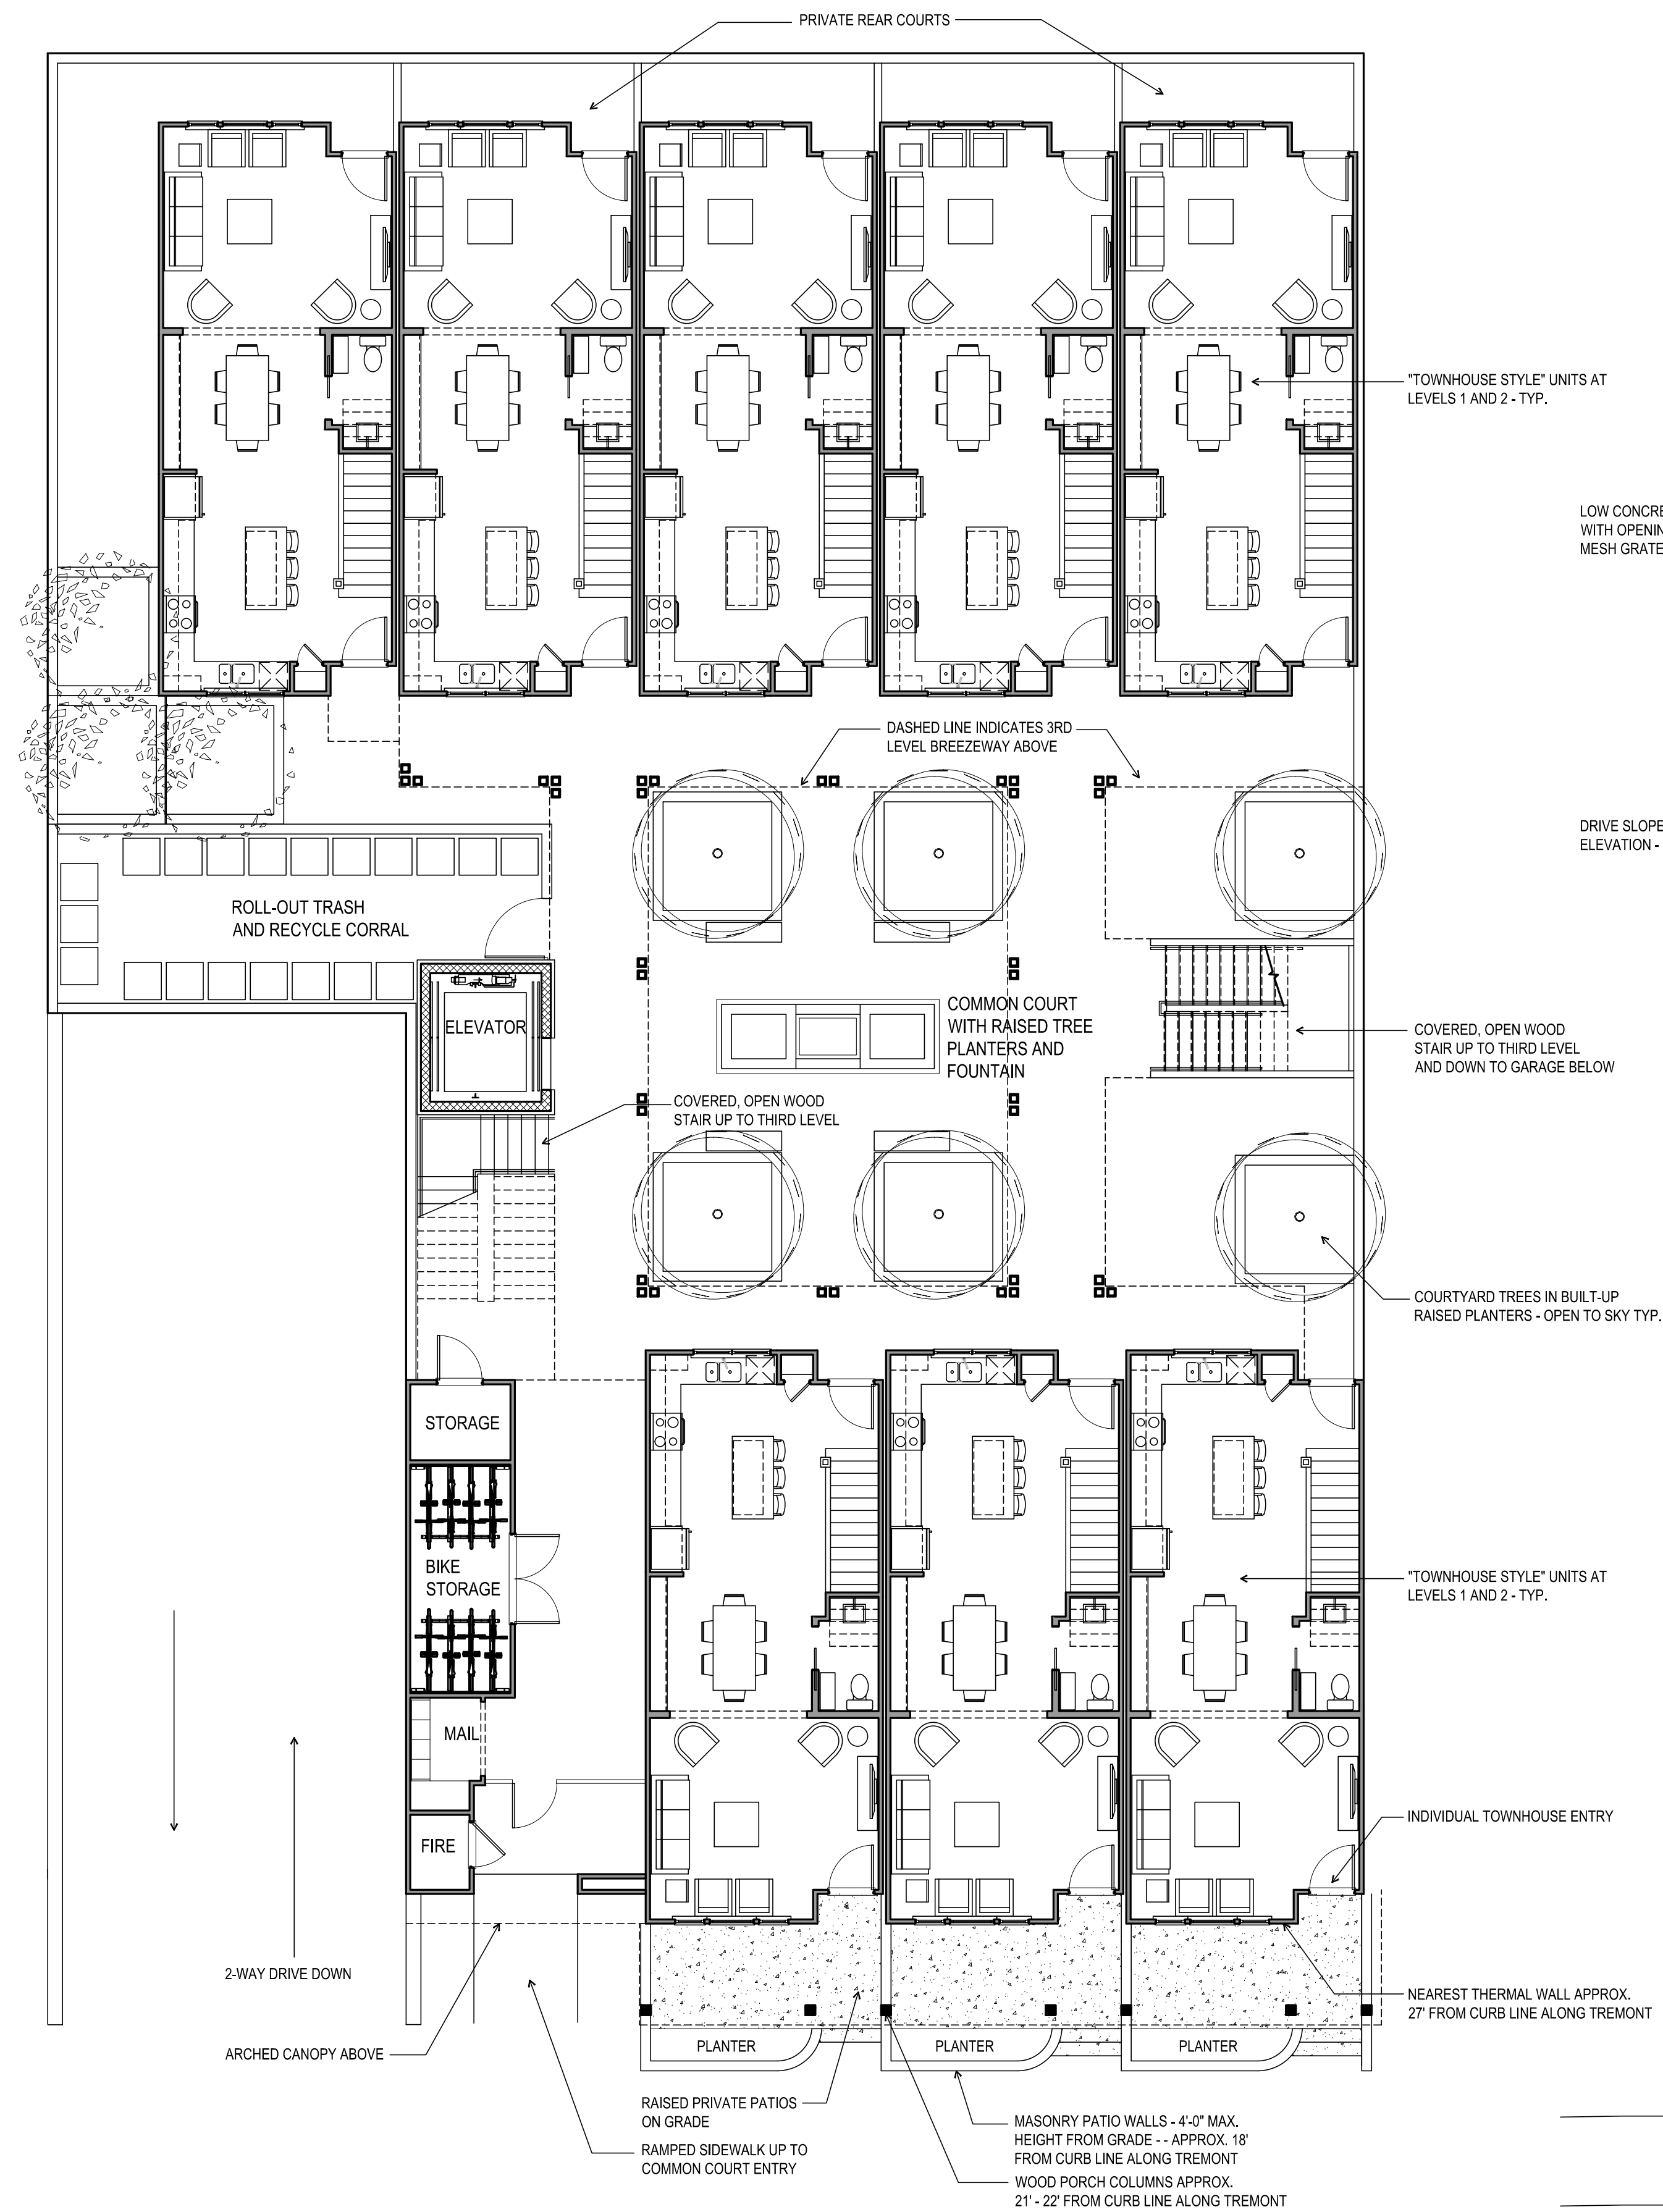 PRIVATE REAR COURTS
"TOWNHOUSE STYLE" UNITS AT
LEVELS 1 AND 2 - TYP.
LOW CONCRE
WITH OPENIN
MESH GRATE
DASHED LINE INDICATES 3RD
LEVEL BREEZEWAY ABOVE
DRIVE SLOPE
ELEVATION -
ROLL-OUT TRASH
AND RECYCLE CORRAL
ELEVATOR
COMMON COURT
WITH RAISED TREE
PLANTERS AND
FOUNTAIN
COVERED, OPEN WOOD
STAIR UP TO THIRD LEVEL
AND DOWN TO GARAGE BELOW
COVERED, OPEN WOOD
STAIR UP TO THIRD LEVEL
COURTYARD TREES IN BUILT-UP
RAISED PLANTERS - OPEN TO SKY TYP.
STORAGE
BIKE
STORAGE
"TOWNHOUSE STYLE" UNITS AT
LEVELS 1 AND 2 - TYP.
MAIL
FIRE
INDIVIDUAL TOWNHOUSE ENTRY
2-WAY DRIVE DOWN
NEAREST THERMAL WALL APPROX.
27' FROM CURB LINE ALONG TREMONT
PLANTER
PLANTER
PLANTER
ARCHED CANOPY ABOVE
RAISED PRIVATE PATIOS
ON GRADE
RAMPED SIDEWALK UP TO
COMMON COURT ENTRY
MASONRY PATIO WALLS - 4'-0" MAX.
HEIGHT FROM GRADE - - APPROX. 18'
FROM CURB LINE ALONG TREMONT
WOOD PORCH COLUMNS APPROX.
21' - 22' FROM CURB LINE ALONG TREMONT